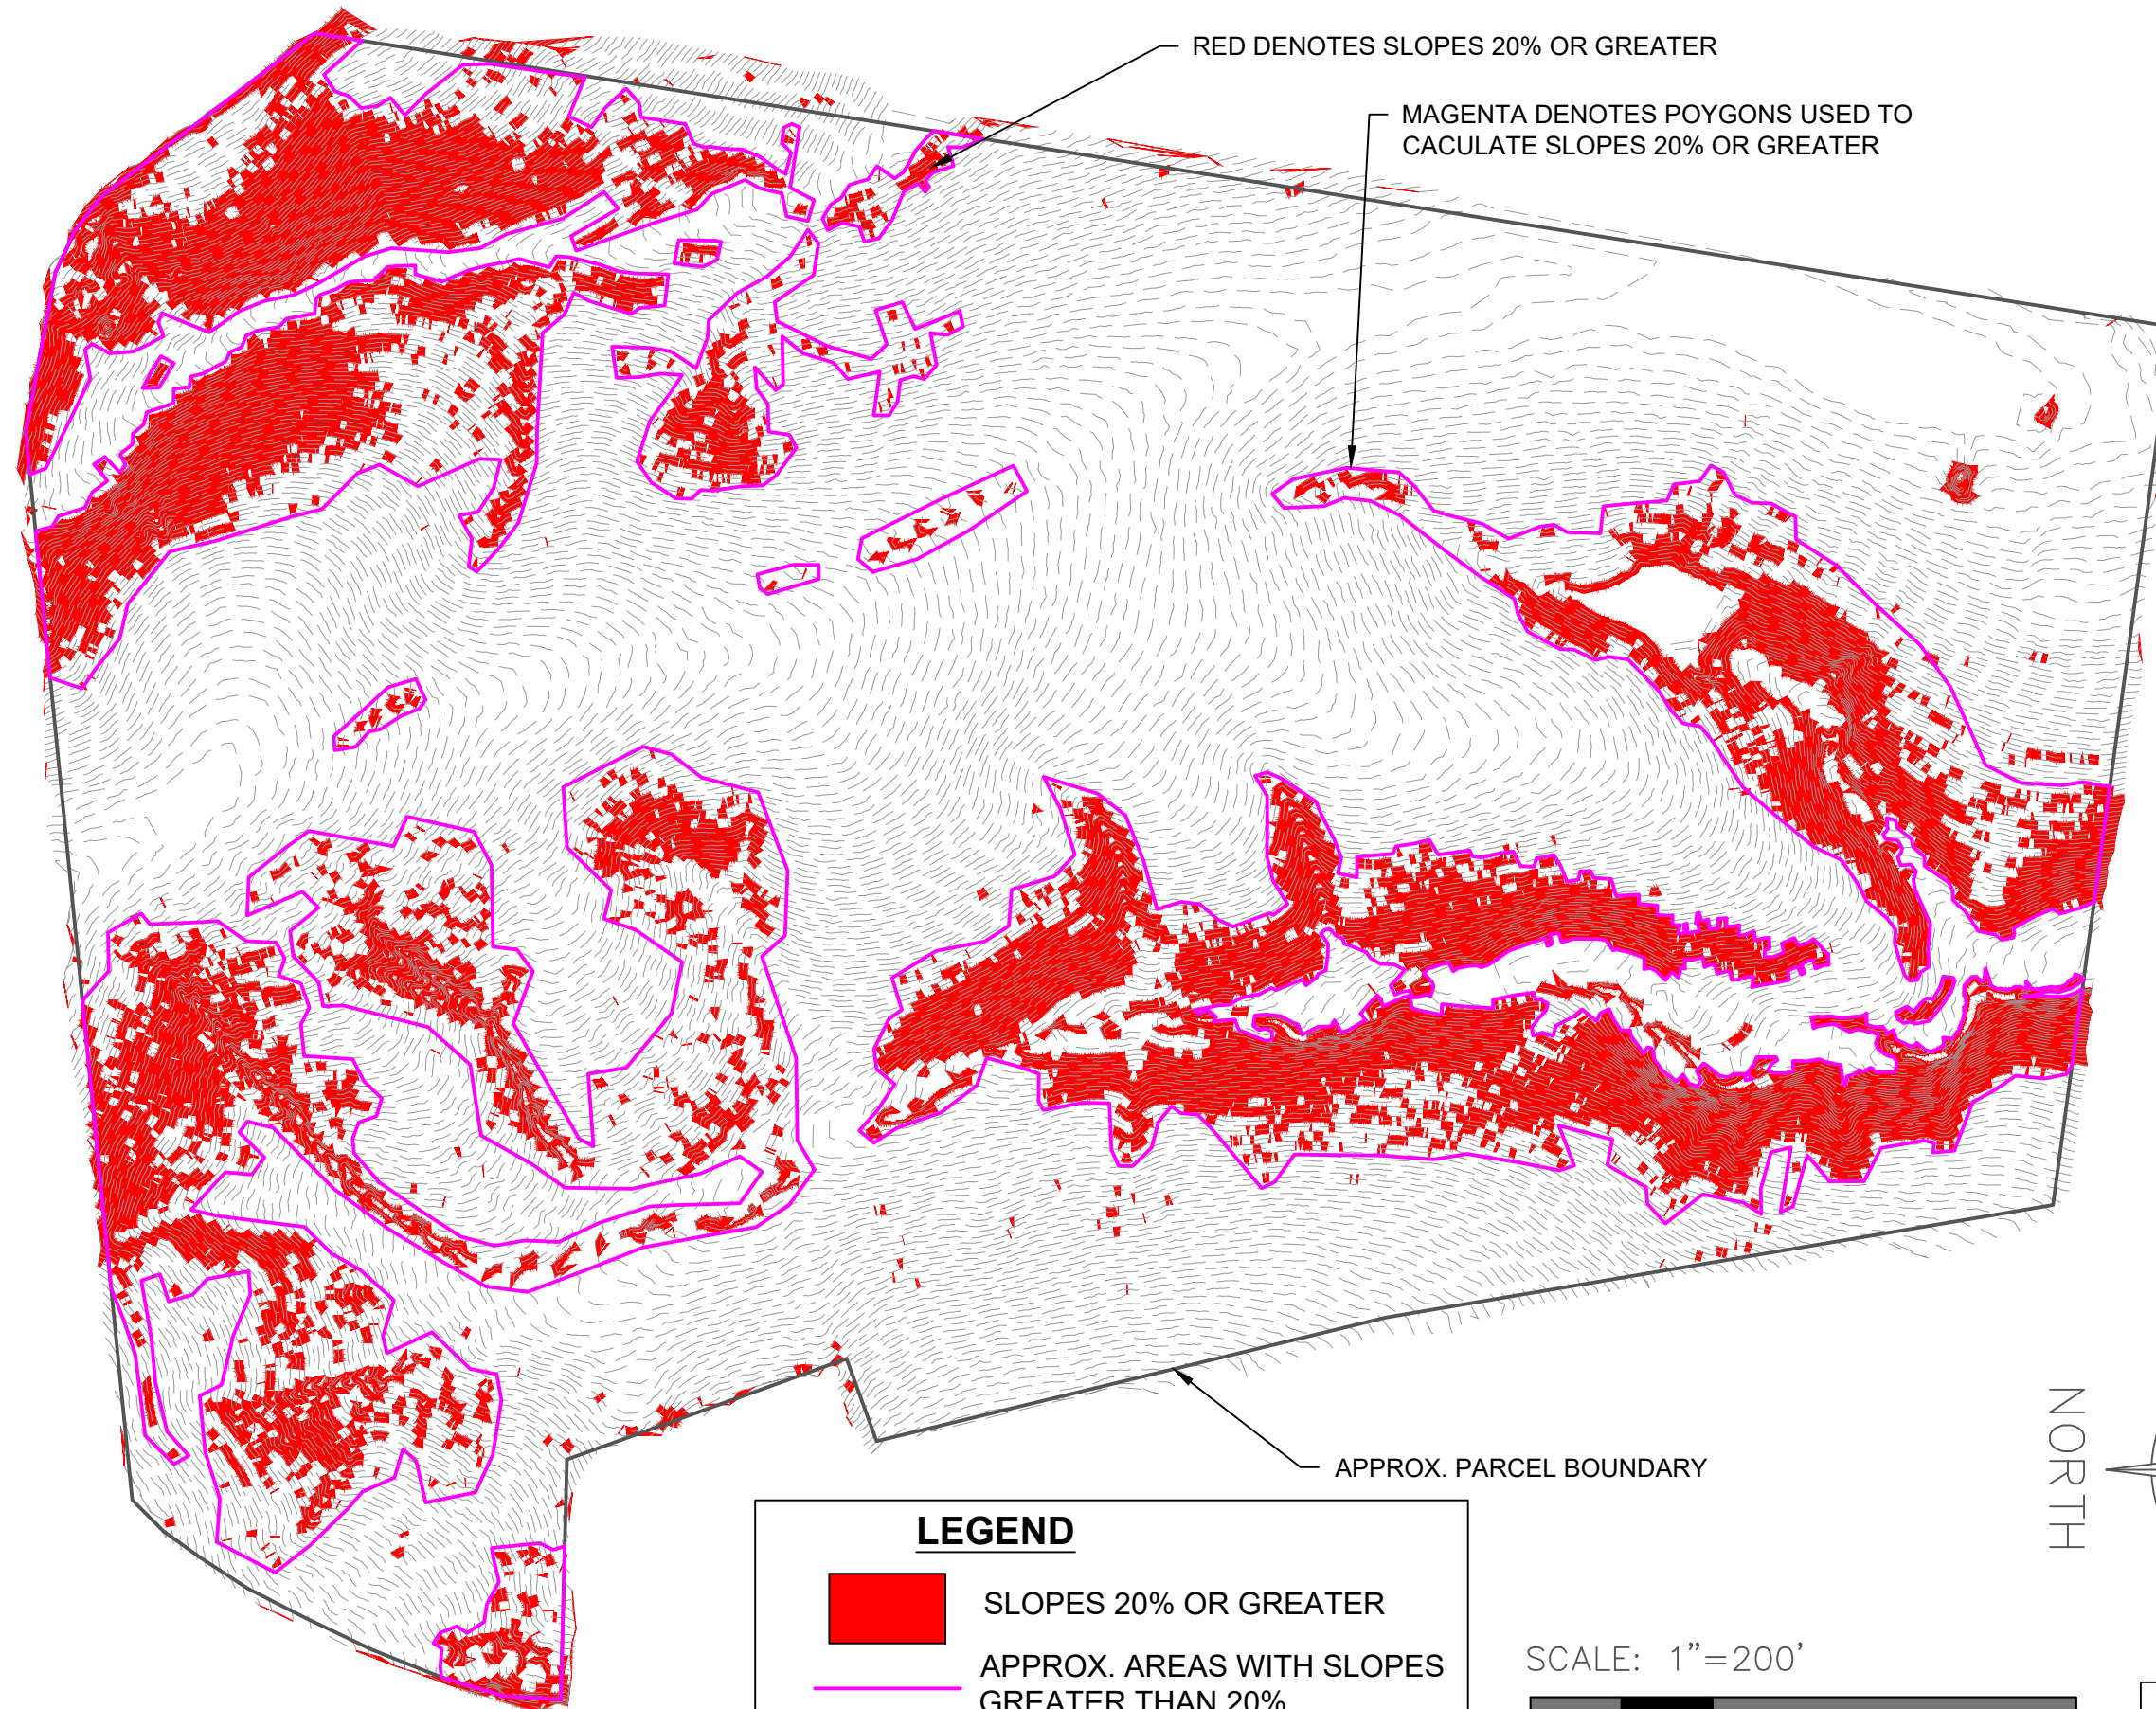 RED DENOTES SLOPES 20% OR GREATER
MAGENTA DENOTES POYGONS USED TO
CACULATE SLOPES 20% OR GREATER
APPROX. PARCEL BOUNDARY
NORTH
LEGEND
SLOPES 20% OR GREATER
APPROX. AREAS WITH SLOPES
GREATER THAN 20%
SCALE: 1”=200’